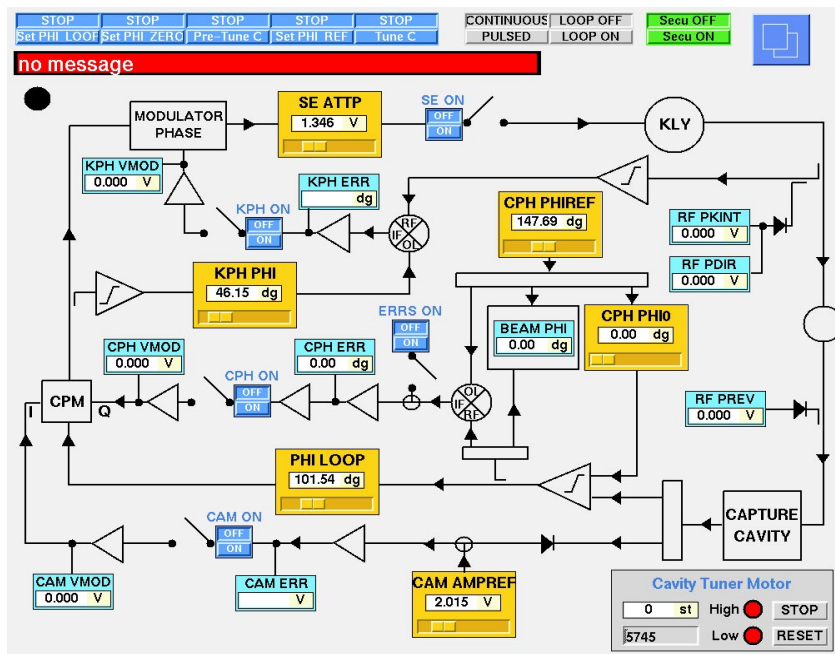 STOP STOP STOP STOP STOP CONTINUOUS LOOP OFF Secu OFF
Set PHI LOOP Set PHI ZERO Pre-Tune C Set PHI REF Tune C PULSED LOOP ON Secu ON
no message
MODULATOR
PHASE
SE ATTP
1.346 V
SE ON
OFF
ON
KLY
KPH VMOD
0.000 V
KPH ON
OFF
ON
KPH ERR
dg
RF
IF
OL
CPH PHIREF
147.69 dg
RF PKINT
0.000 V
RF PDIR
0.000 V
KPH PHI
46.15 dg
ERRS ON
OFF
ON
BEAM PHI
0.00 dg
CPH PHI0
0.00 dg
CPH VMOD
0.000 V
CPH ON
OFF
ON
CPH ERR
0.00 dg
OL
IF
RF
RF PREV
0.000 V
I CPM Q
PHI LOOP
101.54 dg
CAPTURE
CAVITY
CAM ON
OFF
ON
CAM VMOD
0.000 V
CAM ERR
V
CAM AMPREF
2.015 V
Cavity Tuner Motor
0 st High STOP
5745 Low RESET